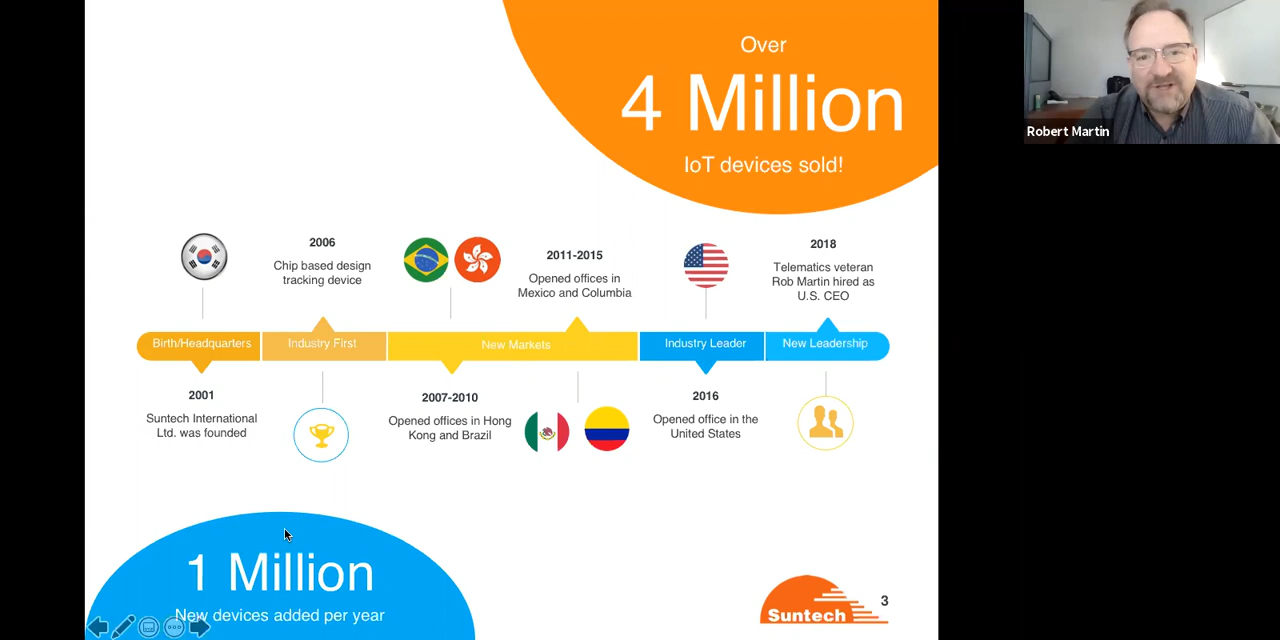 Over
4 Million
IoT devices sold!
Robert Martin
2006
Chip based design
tracking device
2011-2015
Opened offices in
Mexico and Columbia
2018
Telematics veteran
Rob Martin hired as
U.S. CEO
Birth/Headquarters
Industry First
New Markets
Industry Leader
New Leadership
2001
Suntech International
Ltd. was founded
2007-2010
Opened offices in Hong
Kong and Brazil
2016
Opened office in the
United States
1 Million
New devices added per year
Suntech
3